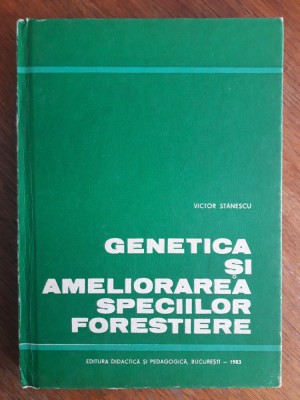 VICTOR STĂNESCU
GENETICA
ȘI
AMELIORAREA
SPECIILOR
FORESTIERE
EDITURA DIDACTICĂ ȘI PEDAGOGICĂ, BUCUREȘTI – 1983